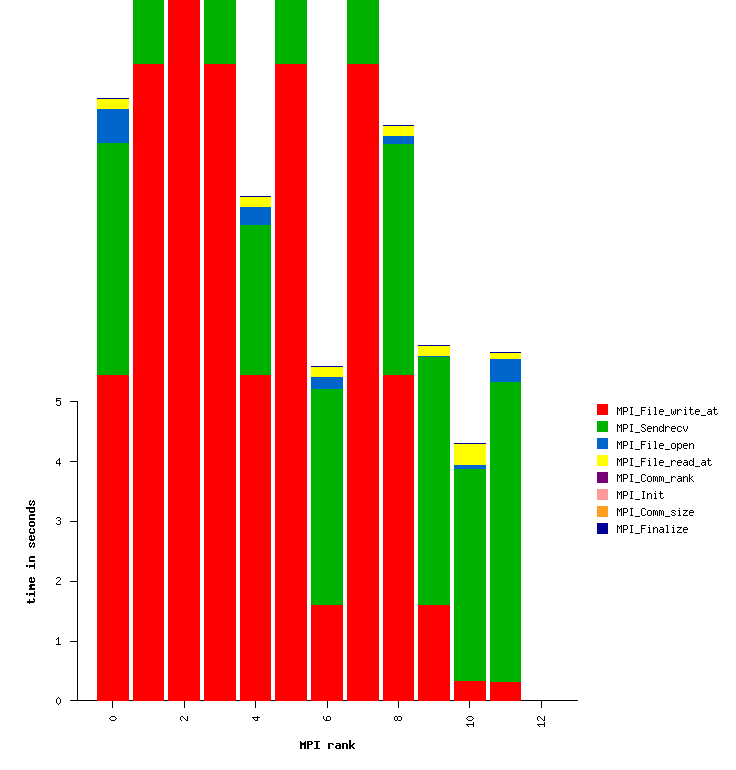 5
4
3
2
1
0
time in seconds
0
2
4
6
8
10
12
MPI rank
MPI_File_write_at
MPI_Sendrecv
MPI_File_open
MPI_File_read_at
MPI_Comm_rank
MPI_Init
MPI_Comm_size
MPI_Finalize